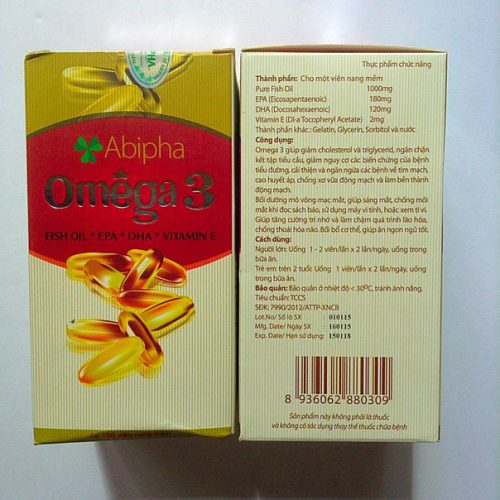 Abipha
Omega 3
FISH OIL * EPA * DHA * VITAMIN E
Thực phẩm chức năng
Thành phần: Cho một viên nang mềm
Pure Fish Oil 1000mg
EPA (Eicosapentaenoic) 180mg
DHA (Docosahexaenoic) 120mg
Vitamin E (Dl-a Tocopheryl Acetate) 2mg
Thành phần khác: Gelatin, Glycerin, Sorbitol và nước
Công dụng:
Omega 3 giúp giảm cholesterol và triglycerid, ngăn chặn
kết tập tiểu cầu, giảm nguy cơ các biến chứng của bệnh
tiểu đường, cải thiện và ngăn ngừa các bệnh về tim mạch,
cao huyết áp, chống xơ vữa động mạch và làm bền thành
động mạch.
Bổ dưỡng mô võng mạc mắt, giúp sáng mắt, chống mỏi
mắt khi đọc sách báo, sử dụng máy vi tính, hoặc xem ti vi.
Giúp tăng cường trí nhớ và làm chậm quá trình lão hóa,
chống thoái hóa não. Bồi bổ cơ thể, giúp ăn ngon ngủ tốt.
Cách dùng:
Người lớn: Uống 1 - 2 viên/lần x 2 lần/ngày, uống trong
bữa ăn.
Trẻ em trên 2 tuổi: Uống 1 viên/lần x 2 lần/ngày, uống
trong bữa ăn.
Bảo quản: Bảo quản ở nhiệt độ < 30ºC, tránh ánh nắng.
Tiêu chuẩn: TCCS
SĐK: 7990/2012/ATTP-XNCB
Lot.No/ Số lô SX : 010115
Mfg. Date/ Ngày SX : 160115
Exp. Date/ Hạn sử dụng: 150118
8 936062 880309
Sản phẩm này không phải là thuốc
và không có tác dụng thay thế thuốc chữa bệnh